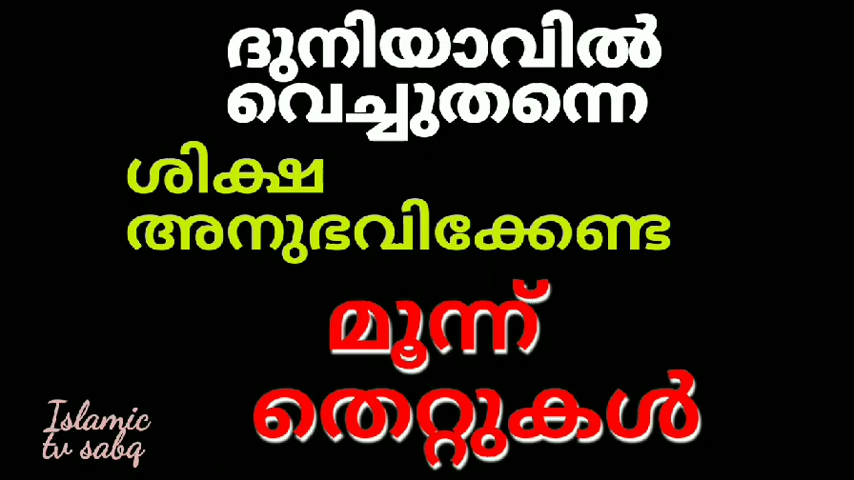 ദുനിയാവിൽ
വെച്ചുതന്നെ
ശിക്ഷ
അനുഭവിക്കേണ്ട
മൂന്ന്
തെറ്റുകൾ
Islamic
tv sabq